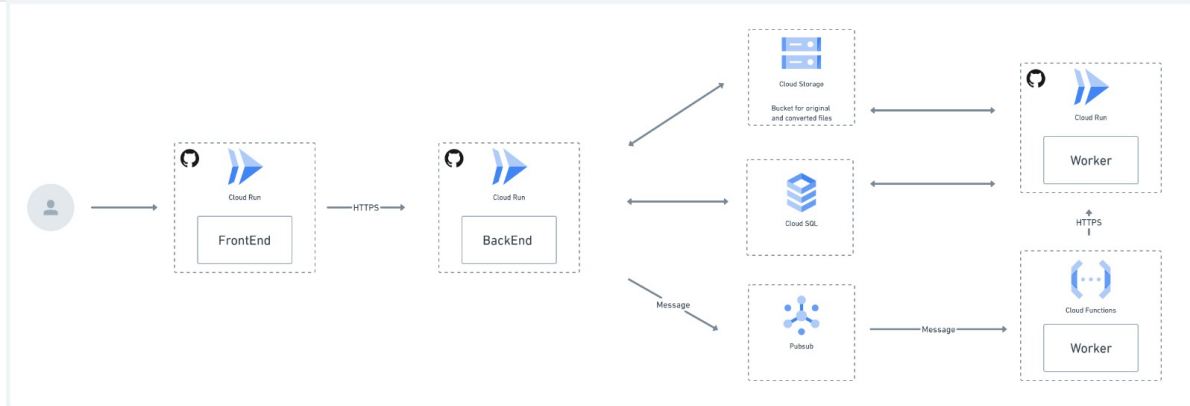 Cloud Run
FrontEnd
HTTPS
Cloud Run
BackEnd
Message
Cloud Storage
Bucket for original
and converted files
Cloud SQL
Pubsub
Message
Cloud Run
Worker
HTTPS
Cloud Functions
Worker